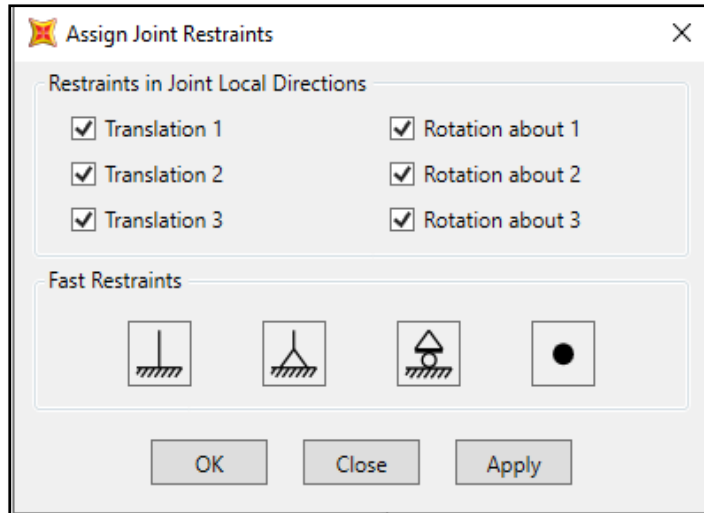 Assign Joint Restraints
Restraints in Joint Local Directions
Translation 1
Rotation about 1
Translation 2
Rotation about 2
Translation 3
Rotation about 3
Fast Restraints
OK
Close
Apply